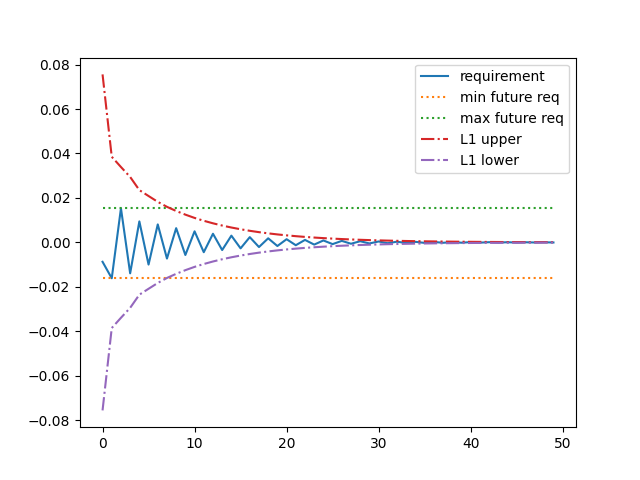 0.08
0.06
0.04
0.02
0.00
−0.02
−0.04
−0.06
−0.08
0 10 20 30 40 50
requirement
min future req
max future req
L1 upper
L1 lower